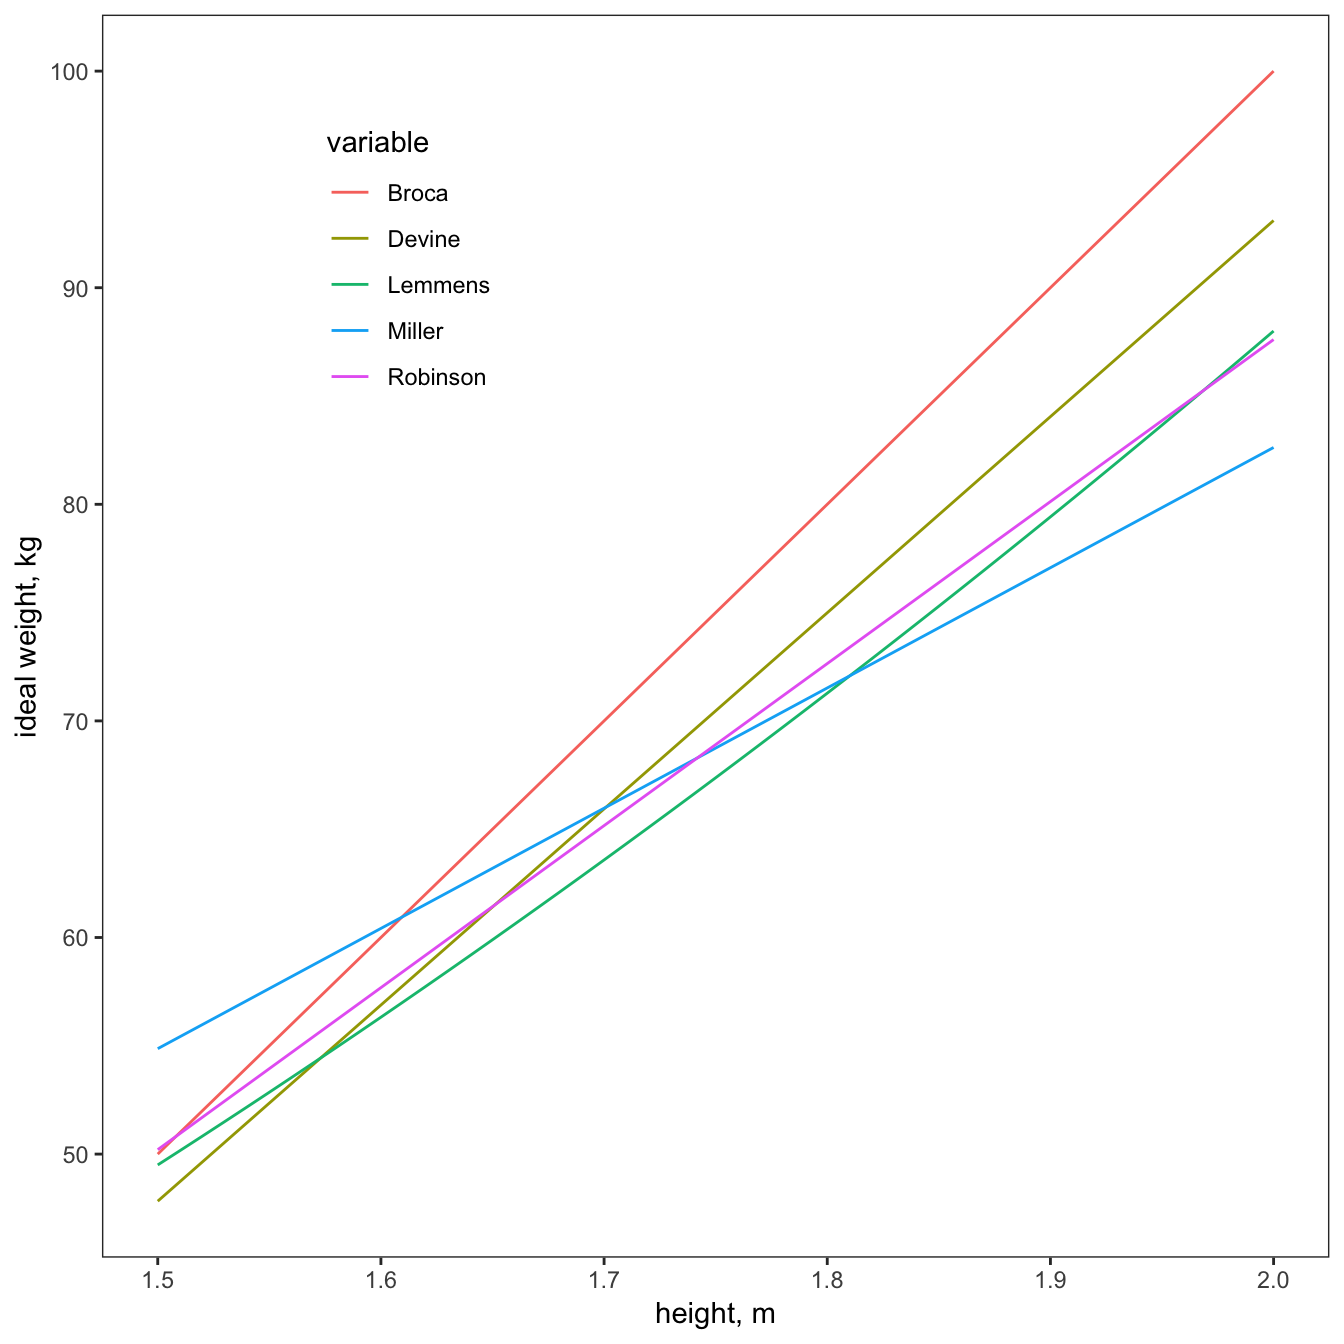 100
90
80
70
60
50
ideal weight, kg
variable
Broca
Devine
Lemmens
Miller
Robinson
1.5 1.6 1.7 1.8 1.9 2.0
height, m